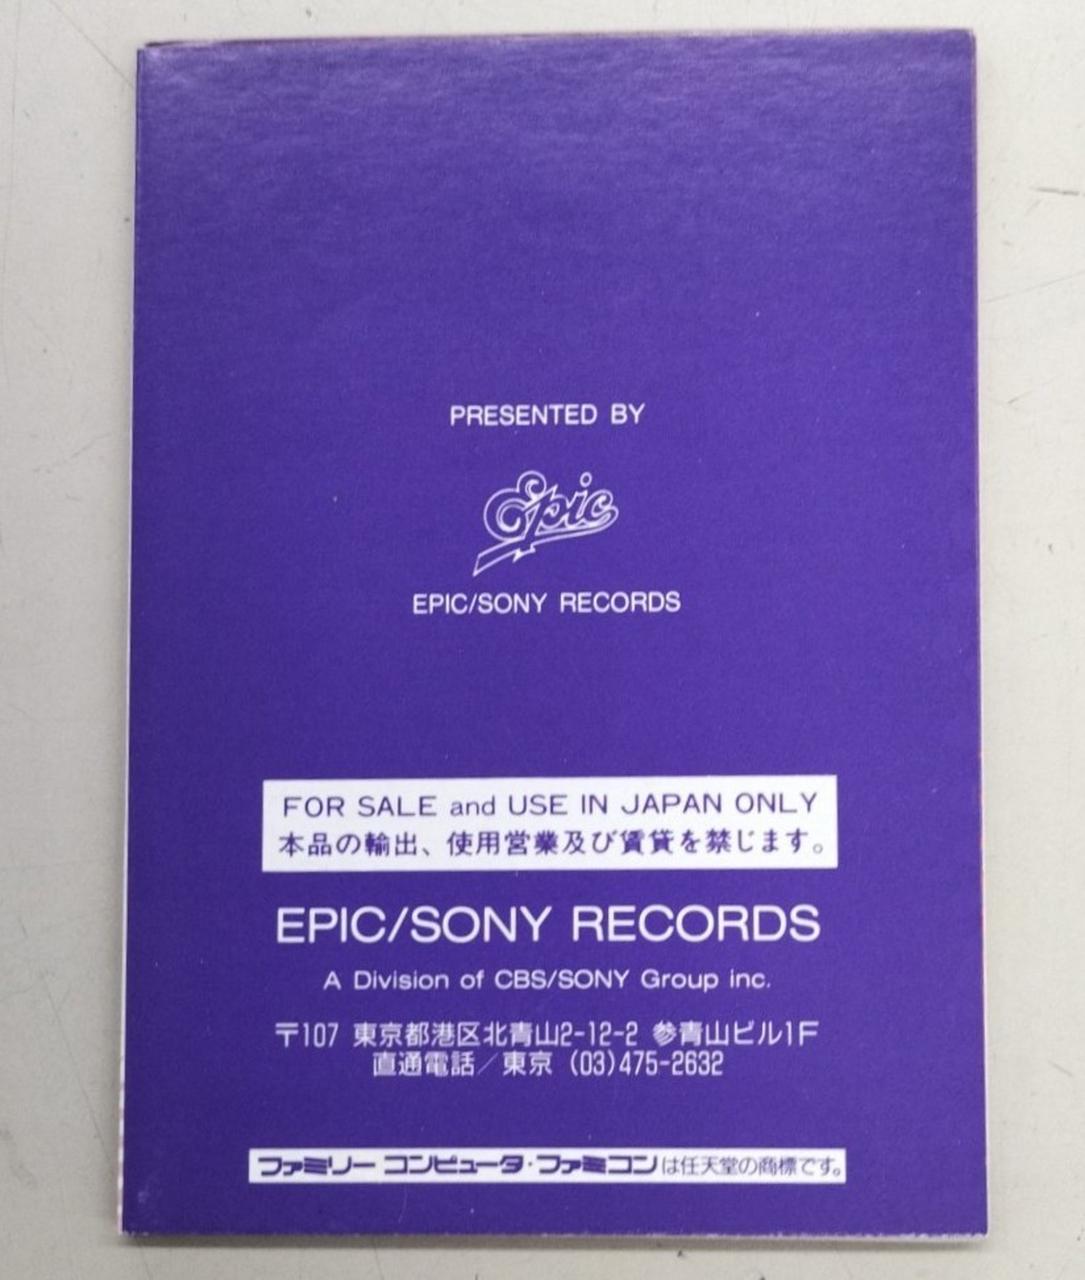 PRESENTED BY
Epic
EPIC/SONY RECORDS
FOR SALE and USE IN JAPAN ONLY
本品の輸出、使用営業及び賃貸を禁じます。
EPIC/SONY RECORDS
A Division of CBS/SONY Group inc.
〒107 東京都港区北青山2-12-2 参青山ビル1F
直通電話／東京 (03)475-2632
ファミリー コンピュータ・ファミコンは任天堂の商標です。